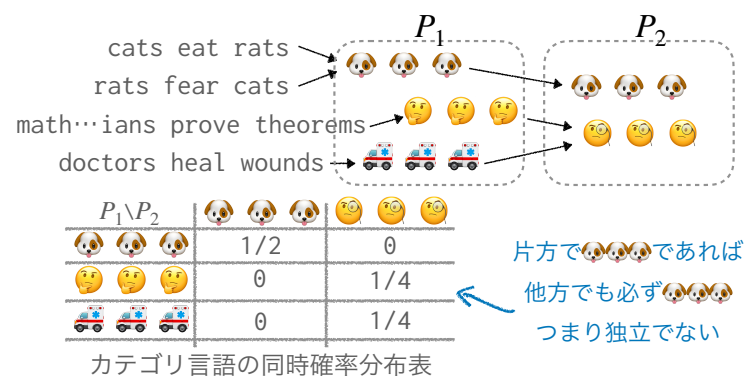 P₁ P₂
cats eat rats
rats fear cats
math…ians prove theorems
doctors heal wounds
P₁\P₂ 🐶 🐶 🐶 🧐 🧐 🧐
🐶 🐶 🐶 1/2 0
🤔 🤔 🤔 0 1/4
🚑 🚑 🚑 0 1/4
カテゴリ言語の同時確率分布表
片方で🐶🐶🐶であれば
他方でも必ず🐶🐶🐶
つまり独立でない